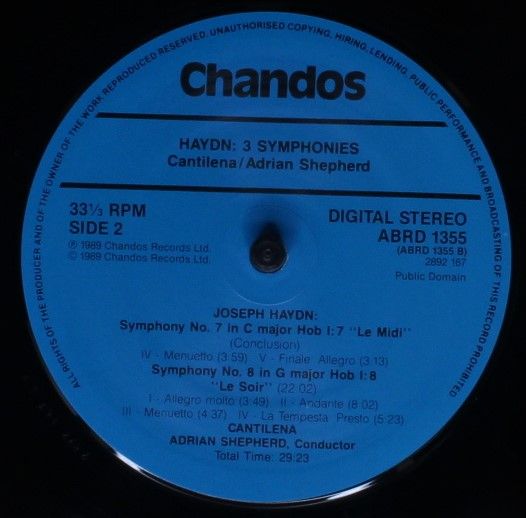 ALL RIGHTS OF THE PRODUCER AND OF THE OWNER OF THE WORK REPRODUCED RESERVED. UNAUTHORISED COPYING, HIRING, LENDING, PUBLIC PERFORMANCE AND BROADCASTING OF THIS RECORD PROHIBITED
Chandos
HAYDN: 3 SYMPHONIES
Cantilena/Adrian Shepherd
33⅓ RPM
SIDE 2
℗ 1989 Chandos Records Ltd.
© 1989 Chandos Records Ltd.
DIGITAL STEREO
ABRD 1355
(ABRD 1355 B)
2892 167
Public Domain
JOSEPH HAYDN:
Symphony No. 7 in C major Hob I:7 "Le Midi"
(Conclusion)
IV - Menuetto (3:59) V - Finale Allegro (3:13)
Symphony No. 8 in G major Hob I:8
"Le Soir" (22:02)
I - Allegro molto (3:49) II - Andante (8:02)
III - Menuetto (4:37) IV - La Tempesta Presto (5:23)
CANTILENA
ADRIAN SHEPHERD, Conductor
Total Time: 29:23